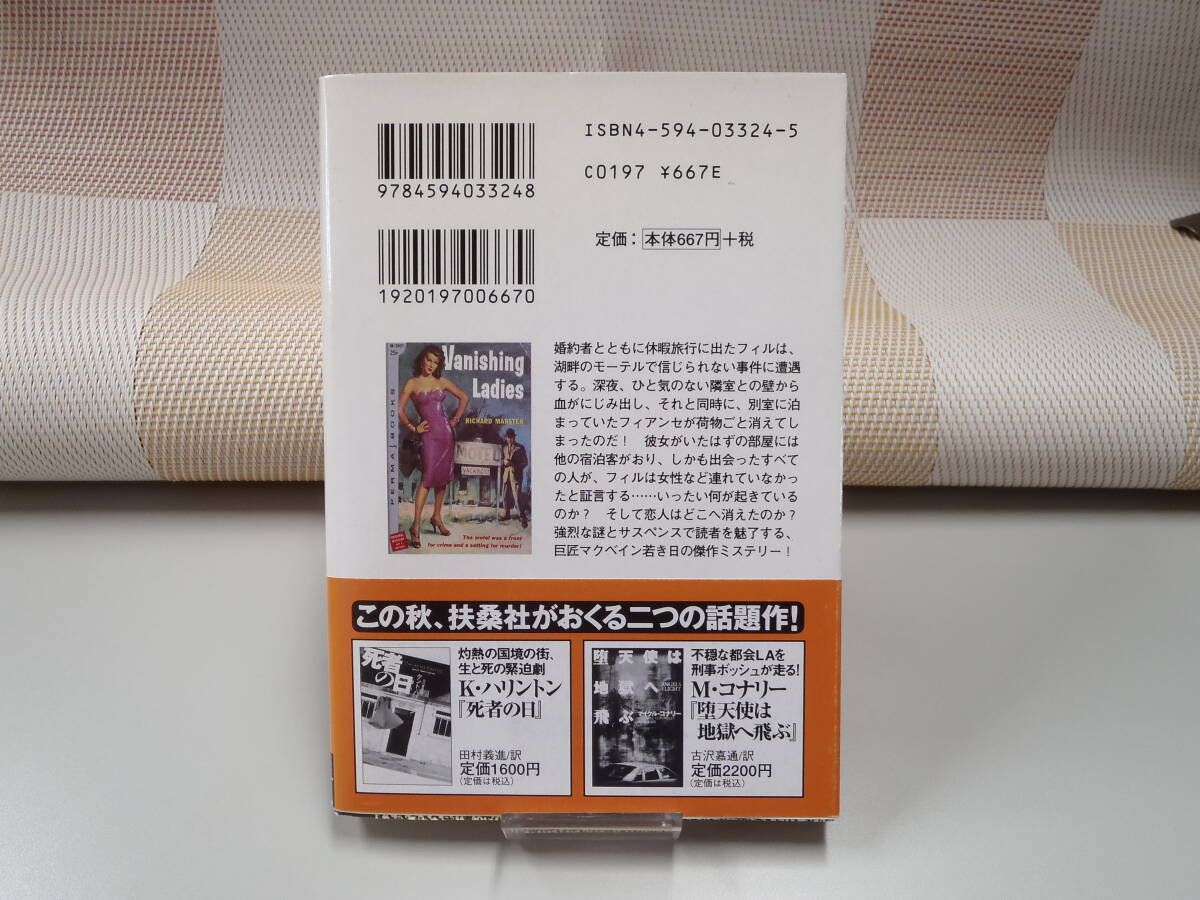 ISBN4-594-03324-5
C0197 ¥667E
9784594033248
定価：本体667円+税
1920197006670
25¢
Vanishing
Ladies
RICHARD MARSTEN
MOTEL
VACANCY
PERMA BOOKS
The motel was a front
for crime and a setting for murder!
婚約者とともに休暇旅行に出たフィルは、
湖畔のモーテルで信じられない事件に遭遇
する。深夜、ひと気のない隣室との壁から
血がにじみ出し、それと同時に、別室に泊
まっていたフィアンセが荷物ごと消えてし
まったのだ！　彼女がいたはずの部屋には
他の宿泊客がおり、しかも出会ったすべて
の人が、フィルは女性など連れていなかっ
たと証言する……いったい何が起きている
のか？　そして恋人はどこへ消えたのか？
強烈な謎とサスペンスで読者を魅了する、
巨匠マクベイン若き日の傑作ミステリー！
この秋、扶桑社がおくる二つの話題作！
死者
の日
灼熱の国境の街、
生と死の緊迫劇
K・ハリントン
『死者の日』
田村義進/訳
定価1600円
（定価は税込）
堕天使は
地獄へ
飛ぶ
ANGELS
FLIGHT
マイクル・コナリー
不穏な都会LAを
刑事ボッシュが走る！
M・コナリー
『堕天使は
地獄へ飛ぶ』
古沢嘉通/訳
定価2200円
（定価は税込）